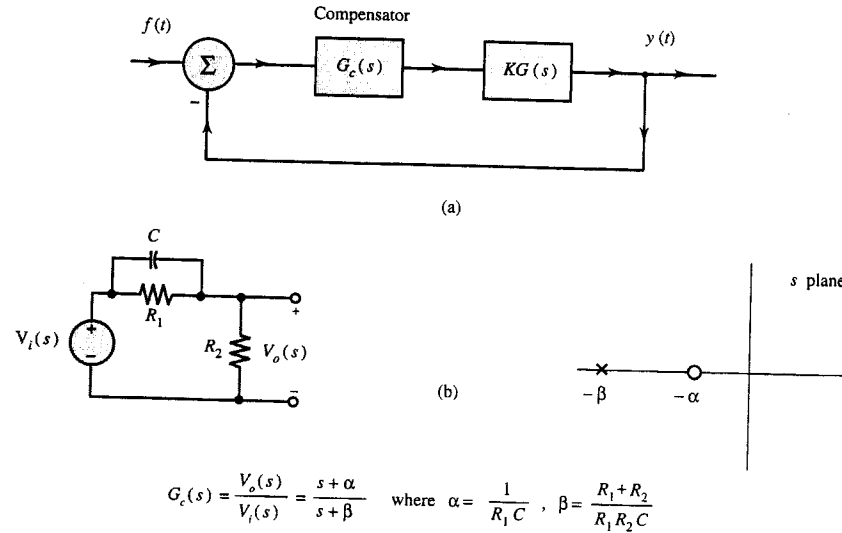 Compensator
f(t)
y(t)
Σ
G_c(s)
KG(s)
−
(a)
C
s plane
R_1
+
V_i(s)
+
−
R_2
V_o(s)
−
(b)
−β
−α
G_c(s) = V_o(s) / V_i(s) = (s + α) / (s + β) where α = 1 / (R_1 C) , β = (R_1 + R_2) / (R_1 R_2 C)